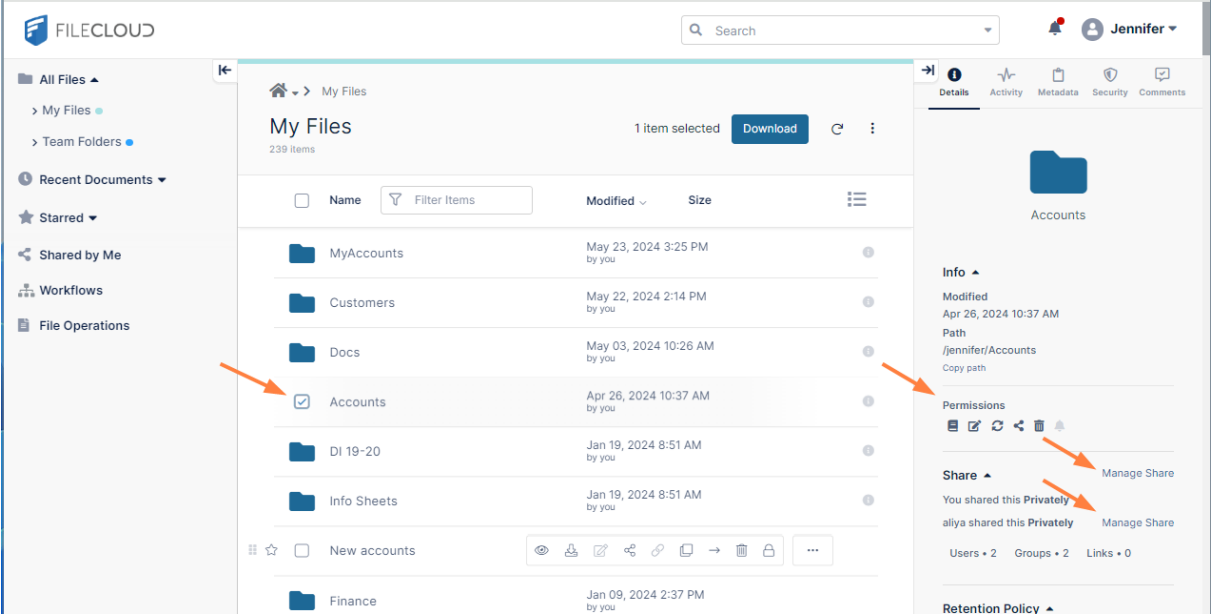 FILECLOUD
Search
Jennifer
All Files
My Files
Team Folders
Recent Documents
Starred
Shared by Me
Workflows
File Operations
My Files
My Files
239 items
1 item selected
Download
Name
Filter Items
Modified
Size
MyAccounts
May 23, 2024 3:25 PM
by you
Customers
May 22, 2024 2:14 PM
by you
Docs
May 03, 2024 10:26 AM
by you
Accounts
Apr 26, 2024 10:37 AM
by you
DI 19-20
Jan 19, 2024 8:51 AM
by you
Info Sheets
Jan 19, 2024 8:51 AM
by you
New accounts
Finance
Jan 09, 2024 2:37 PM
by you
Details
Activity
Metadata
Security
Comments
Accounts
Info
Modified
Apr 26, 2024 10:37 AM
Path
/jennifer/Accounts
Copy path
Permissions
Share
Manage Share
You shared this Privately
aliya shared this Privately
Manage Share
Users • 2 Groups • 2 Links • 0
Retention Policy